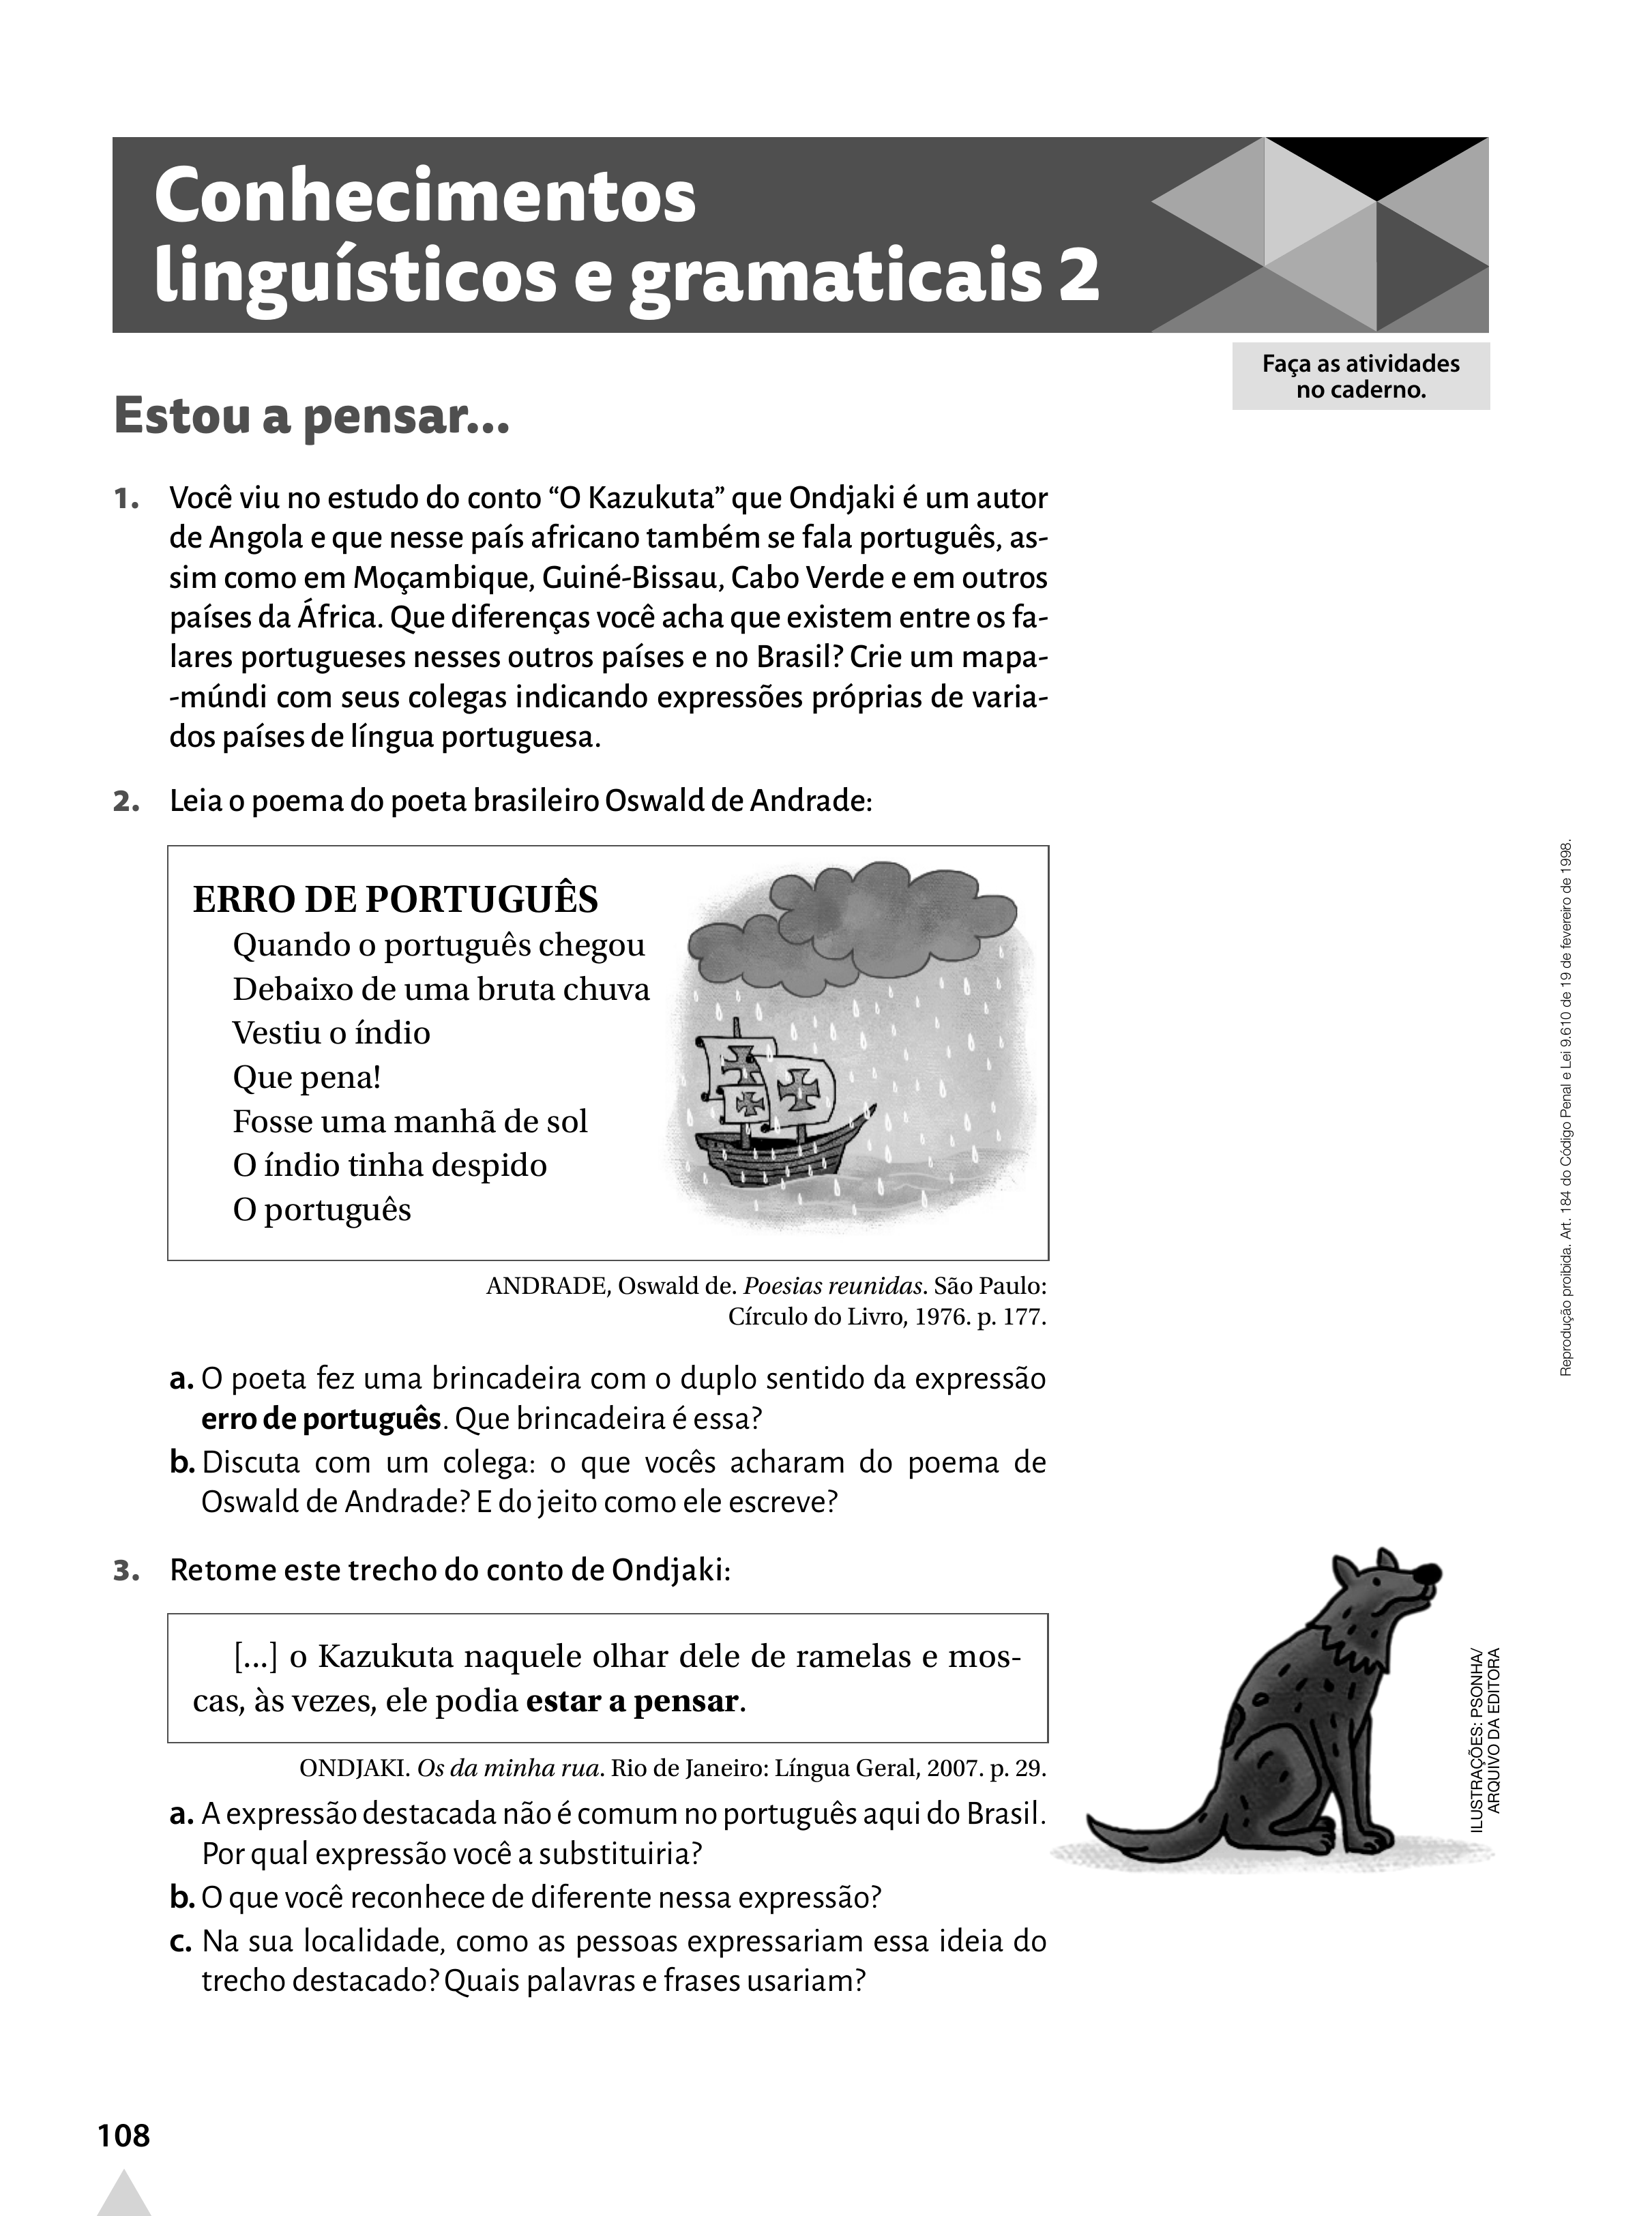 Conhecimentos
linguísticos e gramaticais 2
Faça as atividades
no caderno.
Estou a pensar...
1. Você viu no estudo do conto “O Kazukuta” que Ondjaki é um autor
de Angola e que nesse país africano também se fala português, as-
sim como em Moçambique, Guiné-Bissau, Cabo Verde e em outros
países da África. Que diferenças você acha que existem entre os fa-
lares portugueses nesses outros países e no Brasil? Crie um mapa-
-múndi com seus colegas indicando expressões próprias de varia-
dos países de língua portuguesa.
2. Leia o poema do poeta brasileiro Oswald de Andrade:
ERRO DE PORTUGUÊS
Quando o português chegou
Debaixo de uma bruta chuva
Vestiu o índio
Que pena!
Fosse uma manhã de sol
O índio tinha despido
O português
ANDRADE, Oswald de. Poesias reunidas. São Paulo:
Círculo do Livro, 1976. p. 177.
a. O poeta fez uma brincadeira com o duplo sentido da expressão
erro de português. Que brincadeira é essa?
b. Discuta com um colega: o que vocês acharam do poema de
Oswald de Andrade? E do jeito como ele escreve?
3. Retome este trecho do conto de Ondjaki:
[...] o Kazukuta naquele olhar dele de ramelas e mos-
cas, às vezes, ele podia estar a pensar.
ONDJAKI. Os da minha rua. Rio de Janeiro: Língua Geral, 2007. p. 29.
a. A expressão destacada não é comum no português aqui do Brasil.
Por qual expressão você a substituiria?
b. O que você reconhece de diferente nessa expressão?
c. Na sua localidade, como as pessoas expressariam essa ideia do
trecho destacado? Quais palavras e frases usariam?
ILUSTRAÇÕES: PSONHA/
ARQUIVO DA EDITORA
Reprodução proibida. Art. 184 do Código Penal e Lei 9.610 de 19 de fevereiro de 1998.
108